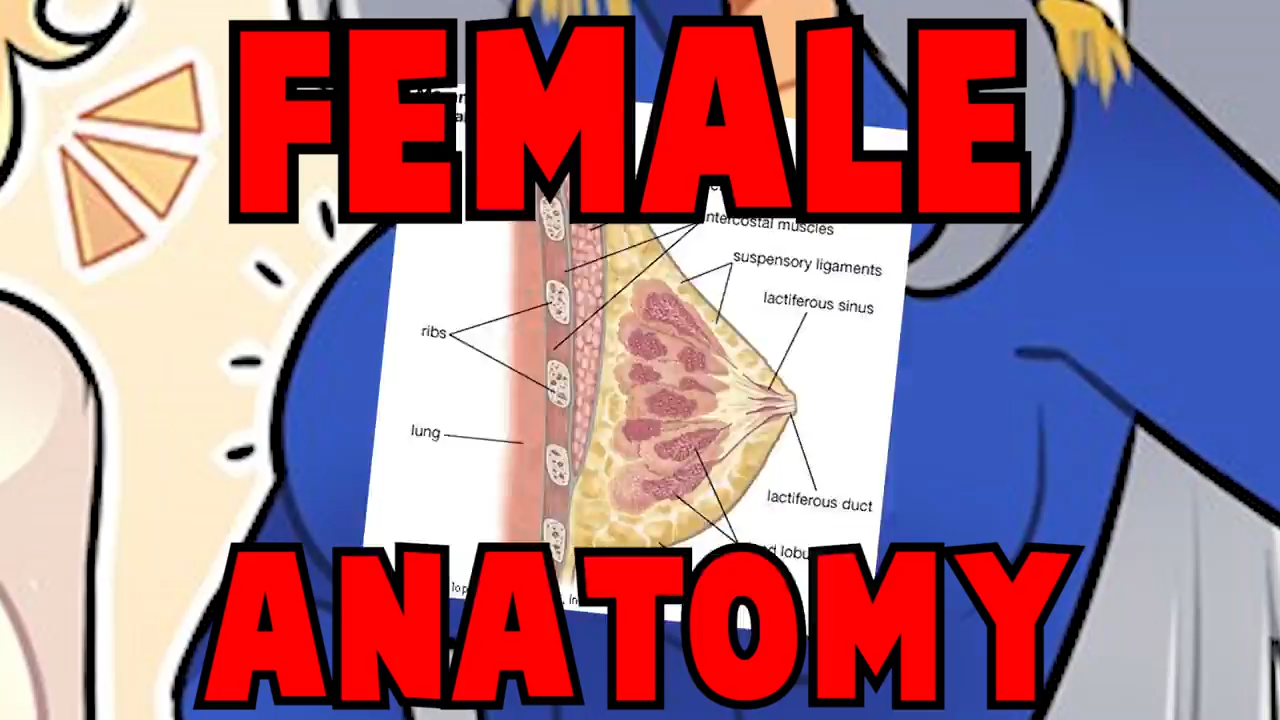 FEMALE
intercostal muscles
suspensory ligaments
lactiferous sinus
ribs
lung
lactiferous duct
ANATOMY